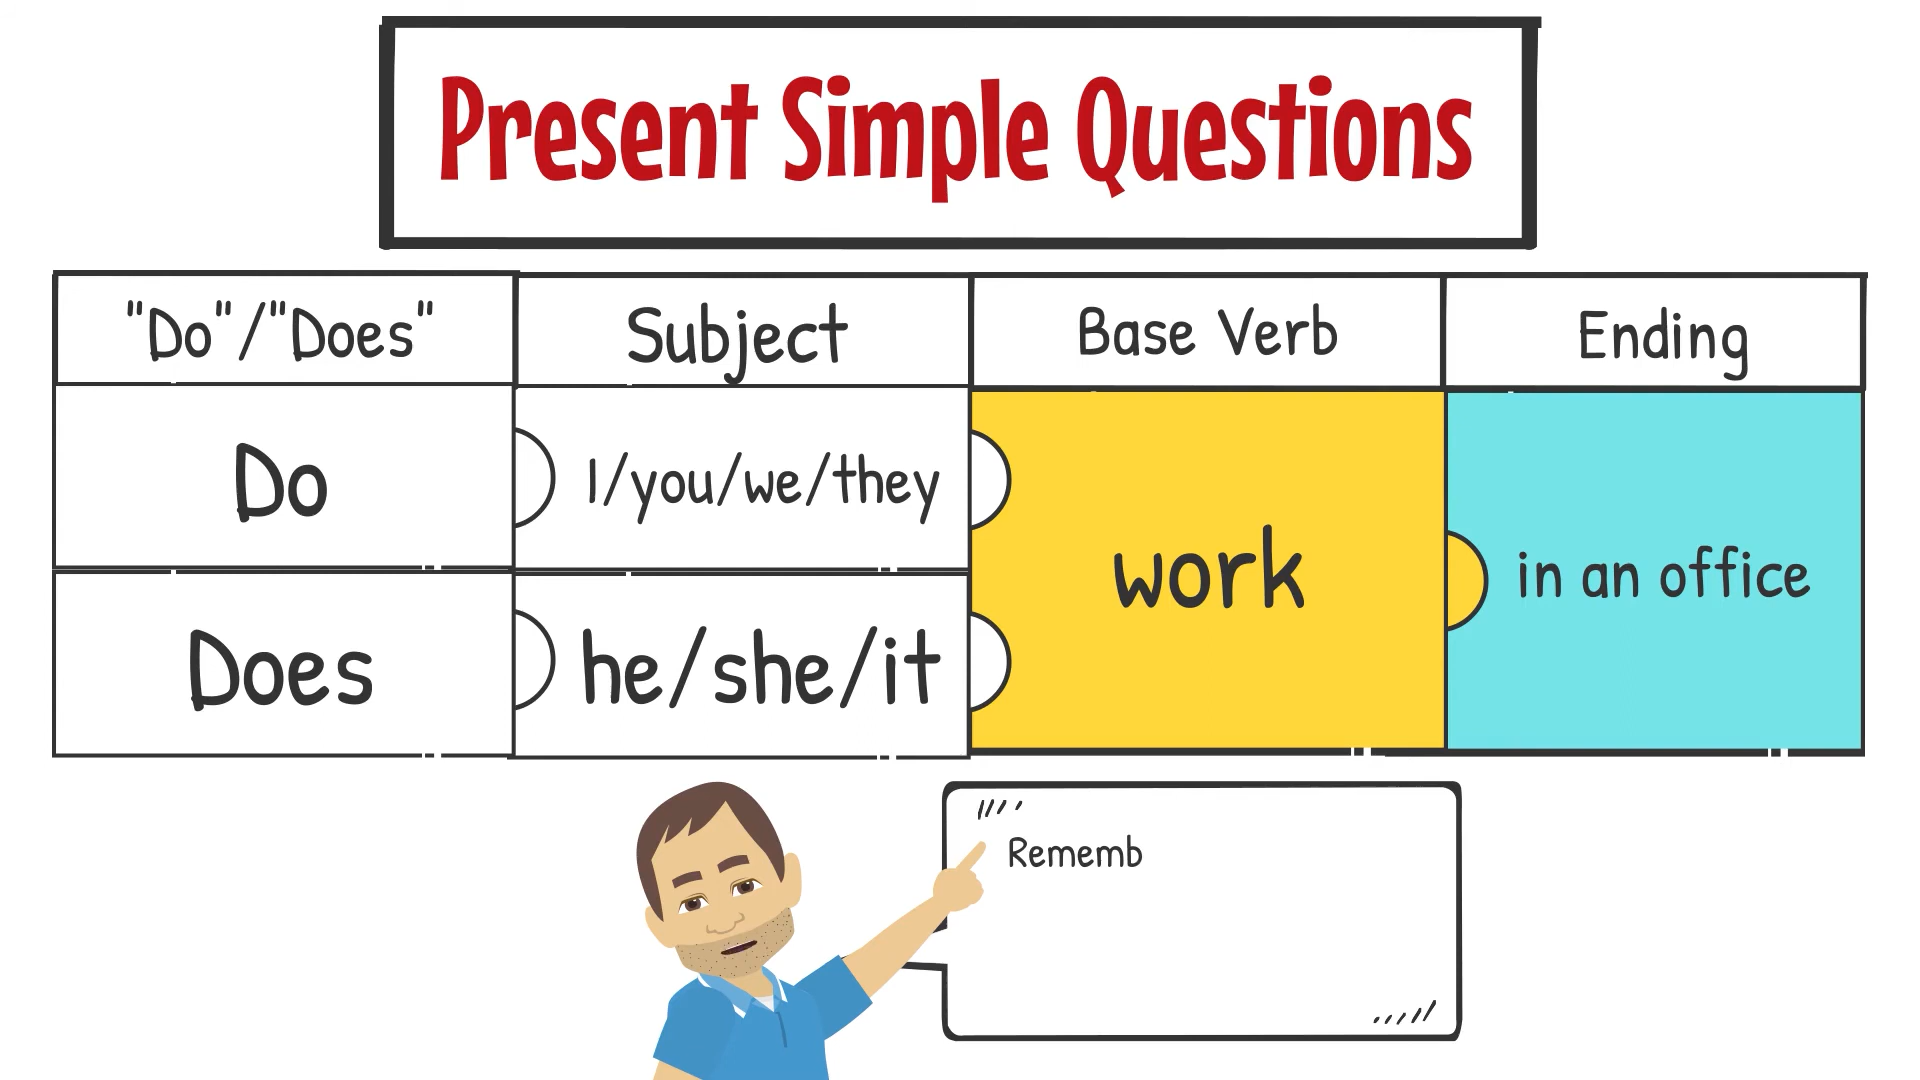 Present Simple Questions
"Do"/"Does"
Subject
Base Verb
Ending
Do
I/you/we/they
work
in an office
Does
he/she/it
Rememb